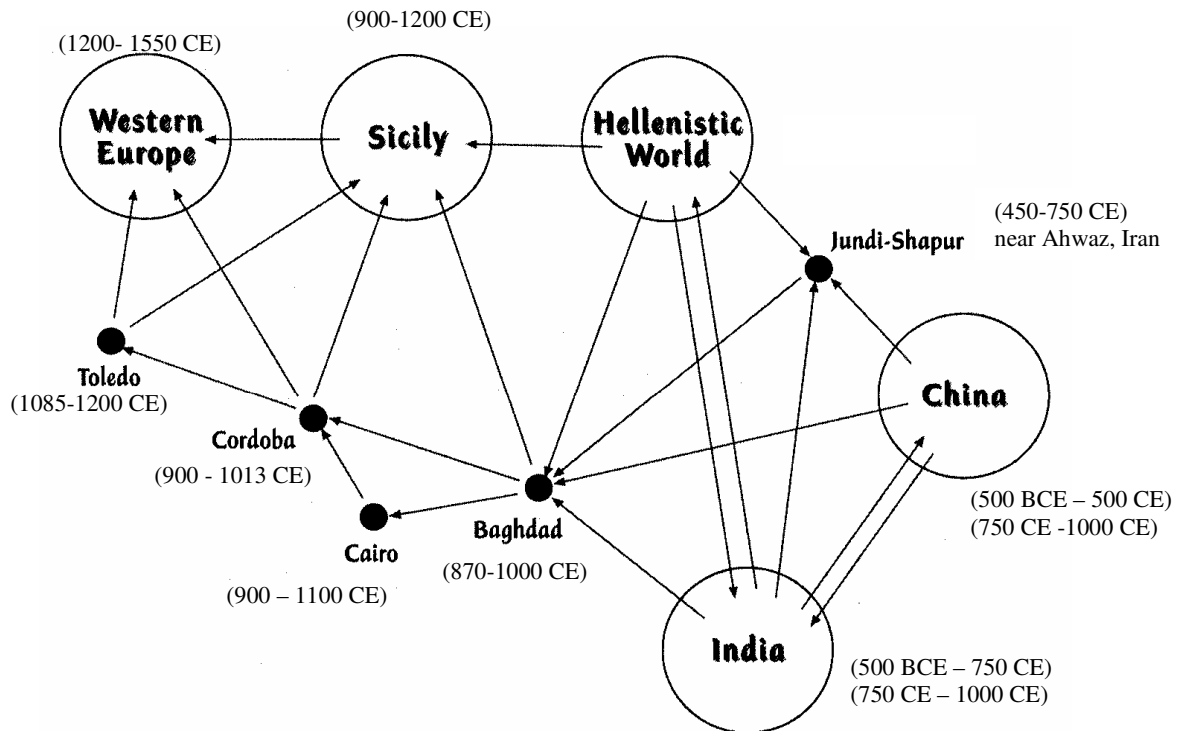 (900-1200 CE)
(1200- 1550 CE)
Western
Europe
Sicily
Hellenistic
World
(450-750 CE)
near Ahwaz, Iran
Jundi-Shapur
Toledo
(1085-1200 CE)
China
Cordoba
(900 - 1013 CE)
(500 BCE – 500 CE)
(750 CE -1000 CE)
Baghdad
(870-1000 CE)
Cairo
(900 – 1100 CE)
India
(500 BCE – 750 CE)
(750 CE – 1000 CE)